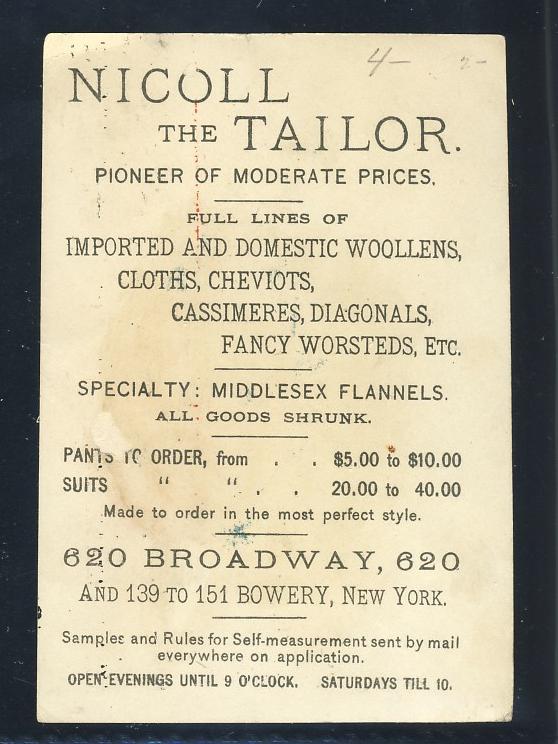 4- 2-
NICOLL
THE TAILOR.
PIONEER OF MODERATE PRICES.
FULL LINES OF
IMPORTED AND DOMESTIC WOOLLENS,
CLOTHS, CHEVIOTS,
CASSIMERES, DIAGONALS,
FANCY WORSTEDS, ETC.
SPECIALTY: MIDDLESEX FLANNELS.
ALL GOODS SHRUNK.
PANTS TO ORDER, from . . $5.00 to $10.00
SUITS " " . . 20.00 to 40.00
Made to order in the most perfect style.
620 BROADWAY, 620
AND 139 TO 151 BOWERY, NEW YORK.
Samples and Rules for Self-measurement sent by mail
everywhere on application.
OPEN EVENINGS UNTIL 9 O'CLOCK. SATURDAYS TILL 10.